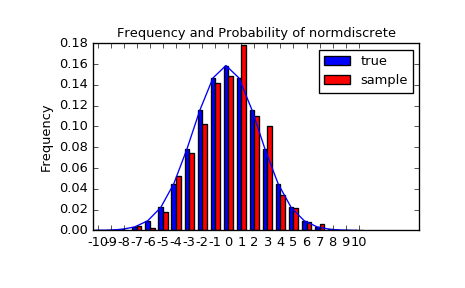 Frequency and Probability of normdiscrete
true
sample
Frequency
0.18
0.16
0.14
0.12
0.10
0.08
0.06
0.04
0.02
0.00
-10-9 -8 -7 -6 -5 -4 -3 -2 -1 0 1 2 3 4 5 6 7 8 9 10